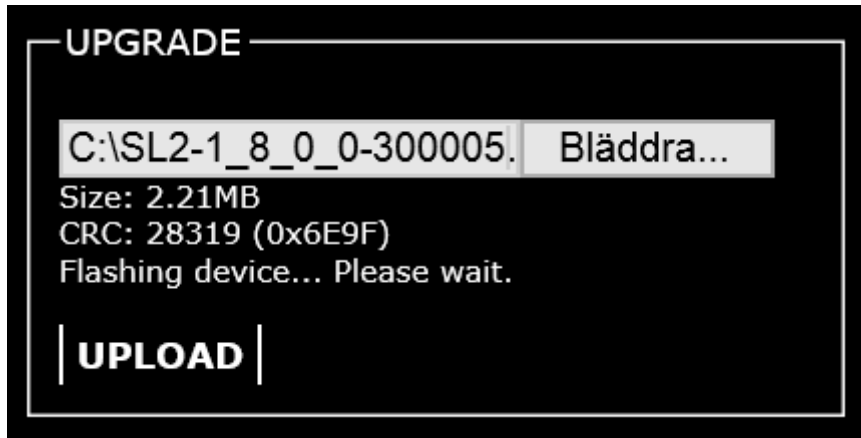 UPGRADE
C:\SL2-1_8_0_0-300005. Bläddra...
Size: 2.21MB
CRC: 28319 (0x6E9F)
Flashing device... Please wait.
UPLOAD